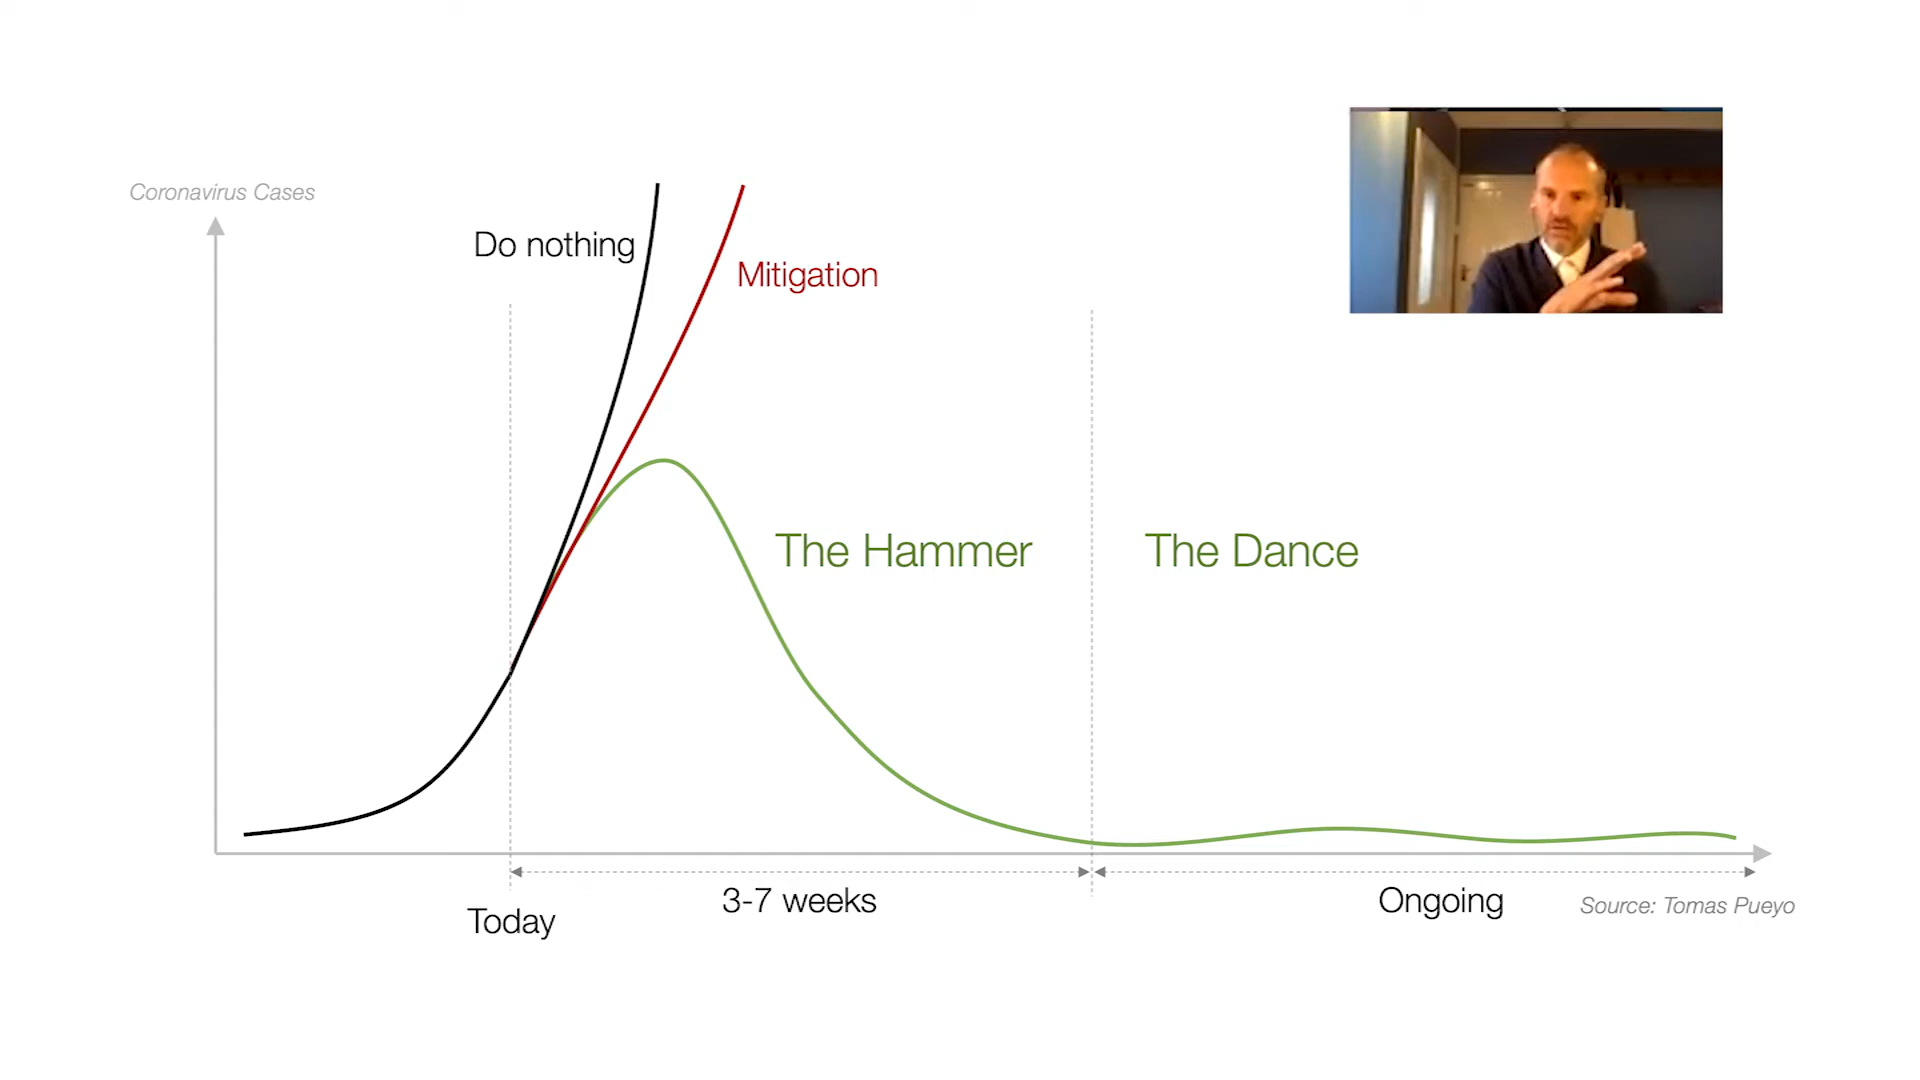 Coronavirus Cases
Do nothing
Mitigation
The Hammer
The Dance
3-7 weeks
Ongoing
Source: Tomas Pueyo
Today